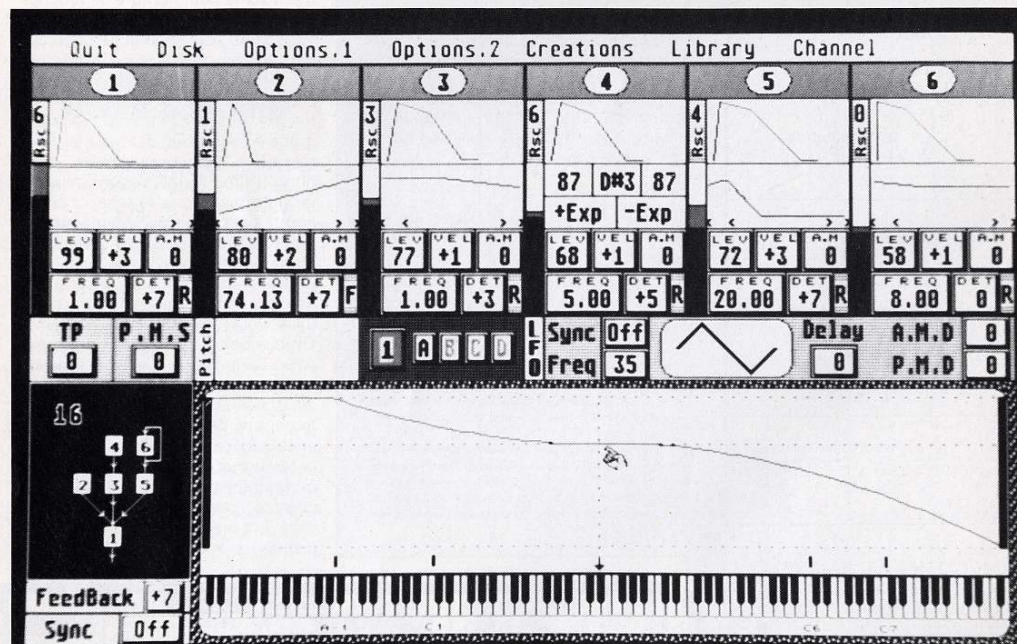 Quit Disk Options.1 Options.2 Creations Library Channel
1 2 3 4 5 6
6 Rsc 1 Rsc 3 Rsc 6 Rsc 4 Rsc 0 Rsc
87 D#3 87
+Exp -Exp
LEV VEL A.M LEV VEL A.M LEV VEL A.M LEV VEL A.M LEV VEL A.M LEV VEL A.M
99 +3 0 80 +2 0 77 +1 0 68 +1 0 72 +3 0 58 +1 0
FREQ DET FREQ DET FREQ DET FREQ DET FREQ DET FREQ DET
1.00 +7 R 74.13 +7 F 1.00 +3 R 5.00 +5 R 20.00 +7 R 8.00 0 R
TP P.M.S Pitch 1 A B C D LFO Sync Off Delay A.M.D 0
0 0 Freq 35 0 P.M.D 0
16
4 6
2 3 5
1
FeedBack +7
Sync Off
A-1 C1 C6 C7